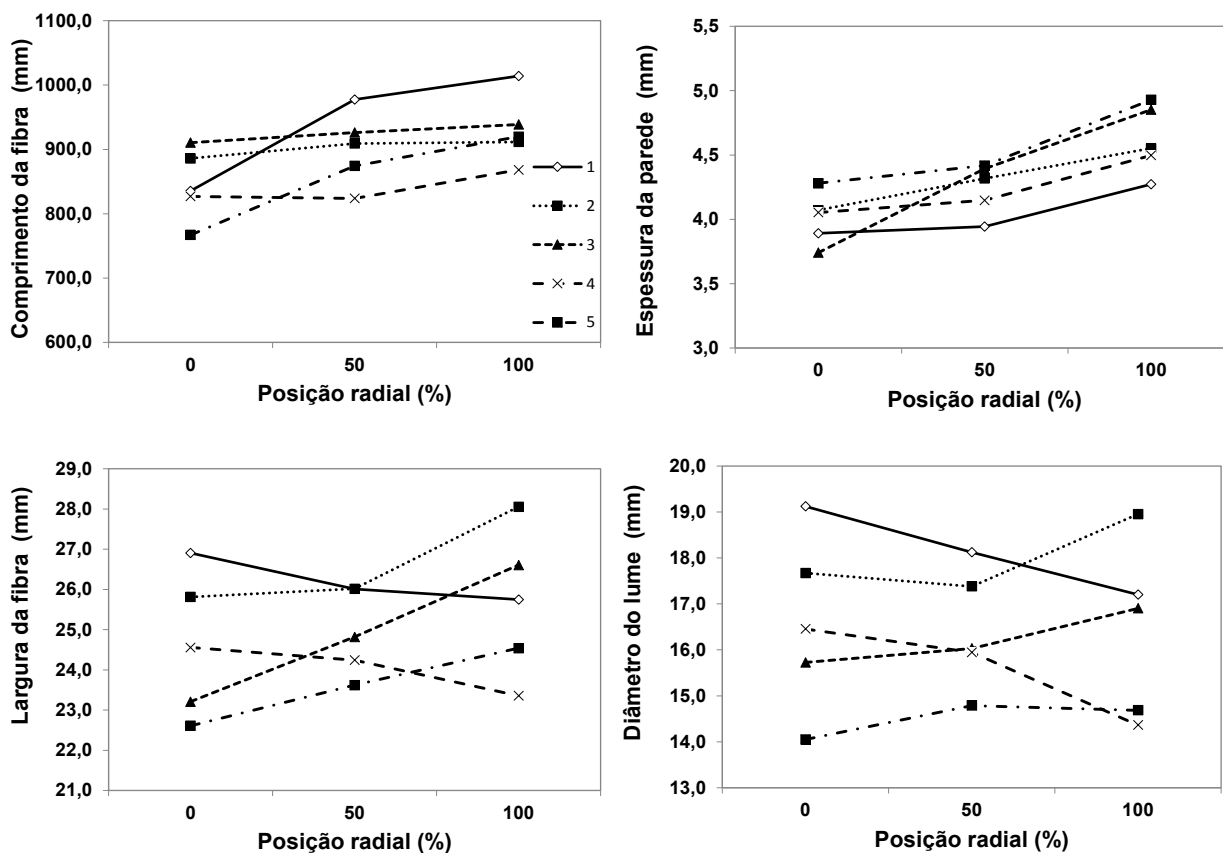 Comprimento da fibra (mm)
1100,0
1000,0
900,0
800,0
700,0
600,0
0 50 100
Posição radial (%)
1
2
3
4
5
Espessura da parede (mm)
5,5
5,0
4,5
4,0
3,5
3,0
0 50 100
Posição radial (%)
Largura da fibra (mm)
29,0
28,0
27,0
26,0
25,0
24,0
23,0
22,0
21,0
0 50 100
Posição radial (%)
Diâmetro do lume (mm)
20,0
19,0
18,0
17,0
16,0
15,0
14,0
13,0
0 50 100
Posição radial (%)